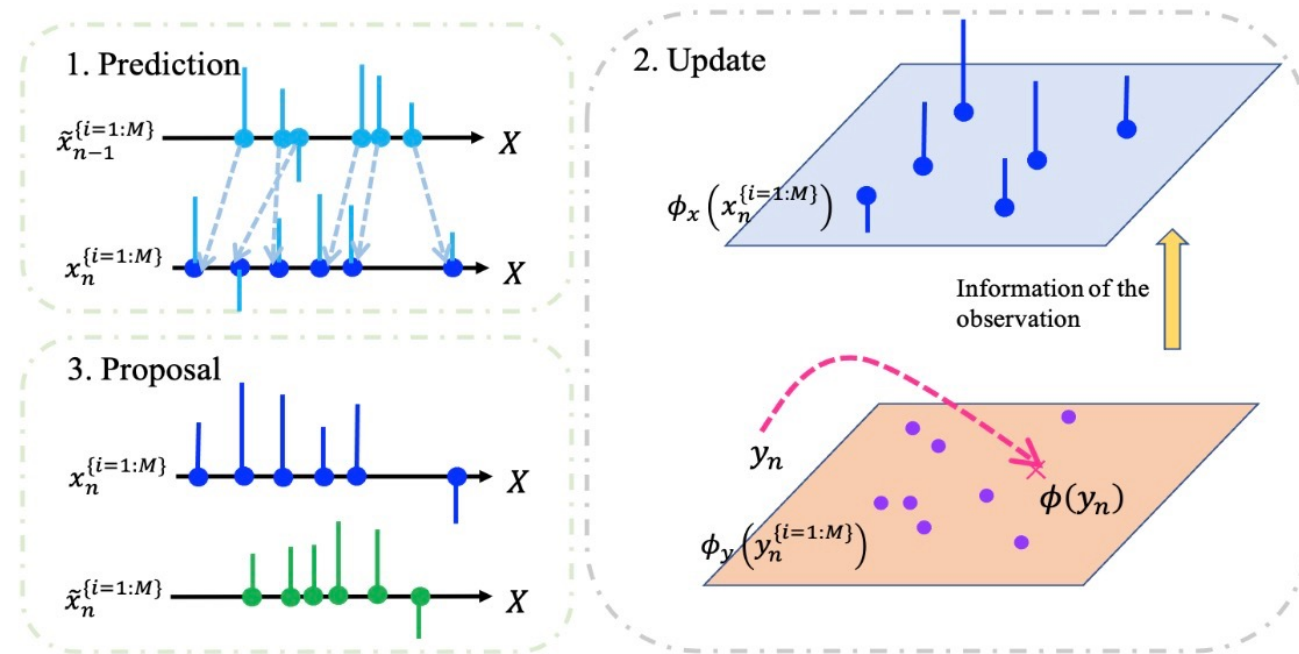 1. Prediction
x̃_{n-1}^{{i=1:M}} X
x_n^{{i=1:M}} X
3. Proposal
x_n^{{i=1:M}} X
x̃_n^{{i=1:M}} X
2. Update
ϕ_x(x_n^{{i=1:M}})
Information of the
observation
y_n
ϕ(y_n)
ϕ_y(y_n^{{i=1:M}})